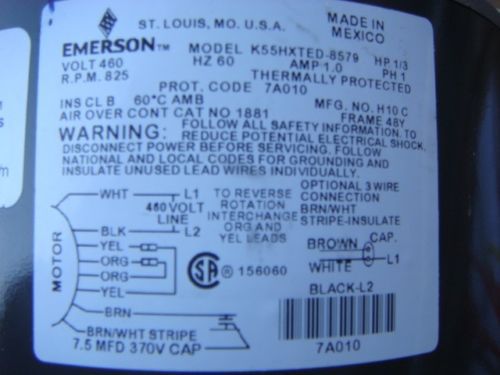 ST. LOUIS, MO. U.S.A.
MADE IN
MEXICO
EMERSON™
MODEL K55HXTED-8579 HP 1/3
VOLT 460 HZ 60 AMP 1.0 PH 1
R.P.M. 825 THERMALLY PROTECTED
PROT. CODE 7A010
INS CL B 60°C AMB MFG. NO. H10 C
AIR OVER CONT CAT NO 1881 FRAME 48Y
WARNING: FOLLOW ALL SAFETY INFORMATION. TO
REDUCE POTENTIAL ELECTRICAL SHOCK,
DISCONNECT POWER BEFORE SERVICING. FOLLOW
NATIONAL AND LOCAL CODES FOR GROUNDING AND
INSULATE UNUSED LEAD WIRES INDIVIDUALLY.
MOTOR
WHT L1
460 VOLT
LINE
BLK L2
YEL
ORG
ORG
YEL
BRN
BRN/WHT STRIPE
7.5 MFD 370V CAP
TO REVERSE
ROTATION
INTERCHANGE
ORG AND
YEL LEADS
SA ® 156060
OPTIONAL 3 WIRE
CONNECTION
BRN/WHT
STRIPE-INSULATE
BROWN CAP.
WHITE L1
BLACK-L2
7A010